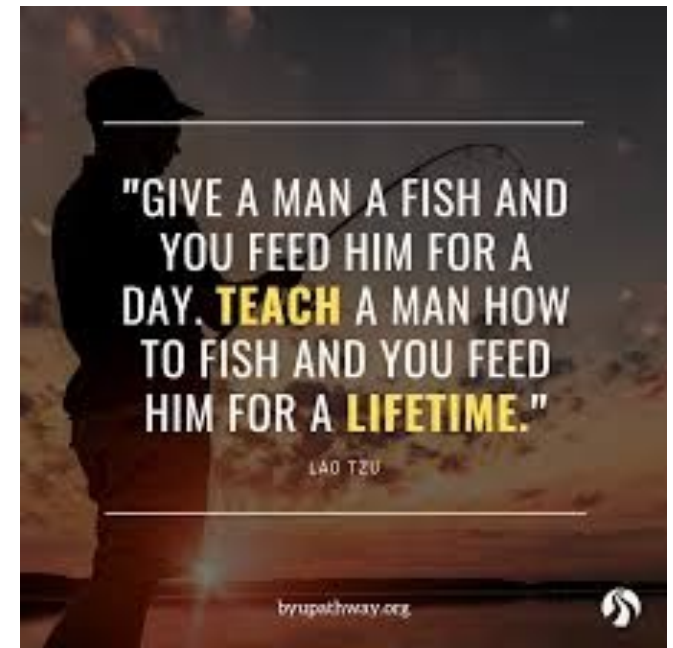 "GIVE A MAN A FISH AND
YOU FEED HIM FOR A
DAY. TEACH A MAN HOW
TO FISH AND YOU FEED
HIM FOR A LIFETIME."
LAO TZU
byupathway.org